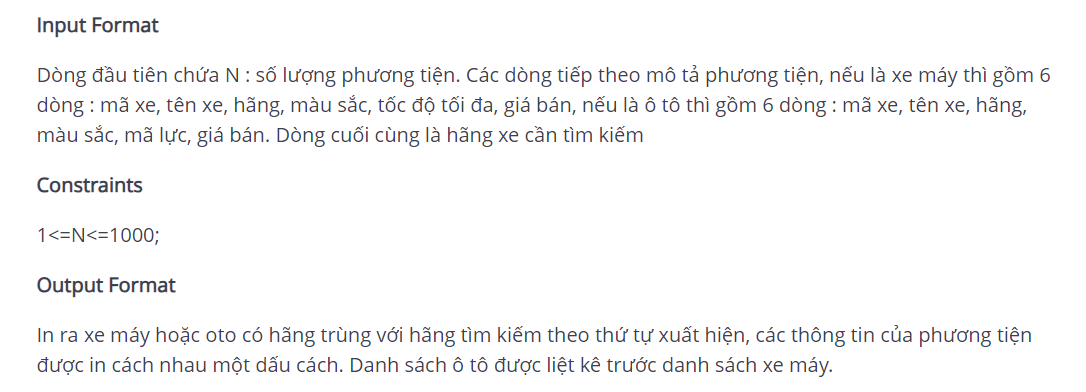 Input Format
Dòng đầu tiên chứa N : số lượng phương tiện. Các dòng tiếp theo mô tả phương tiện, nếu là xe máy thì gồm 6
dòng : mã xe, tên xe, hãng, màu sắc, tốc độ tối đa, giá bán, nếu là ô tô thì gồm 6 dòng : mã xe, tên xe, hãng,
màu sắc, mã lực, giá bán. Dòng cuối cùng là hãng xe cần tìm kiếm
Constraints
1<=N<=1000;
Output Format
In ra xe máy hoặc oto có hãng trùng với hãng tìm kiếm theo thứ tự xuất hiện, các thông tin của phương tiện
được in cách nhau một dấu cách. Danh sách ô tô được liệt kê trước danh sách xe máy.